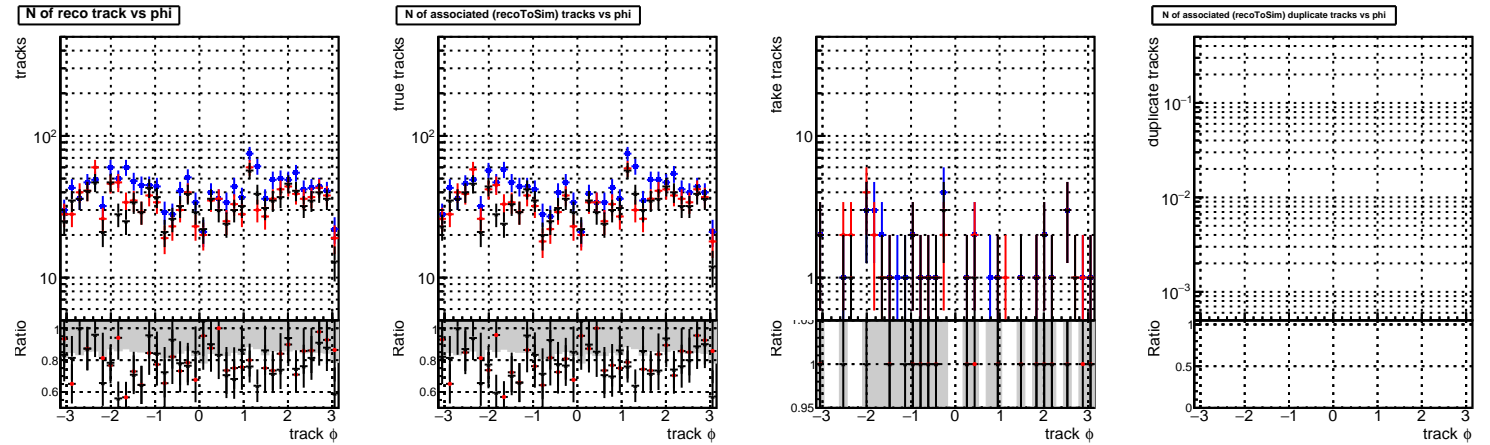 N of reco track vs phi
tracks
10²
10
Ratio
1
0.8
0.6
−3 −2 −1 0 1 2 3
track ϕ
N of associated (recoToSim) tracks vs phi
true tracks
10²
10
Ratio
1
0.8
0.6
−3 −2 −1 0 1 2 3
track ϕ
fake tracks
10
1
Ratio
1.05
1
0.95
−3 −2 −1 0 1 2 3
track ϕ
N of associated (recoToSim) duplicate tracks vs phi
duplicate tracks
10⁻¹
10⁻²
10⁻³
Ratio
1
0.5
0
−3 −2 −1 0 1 2 3
track ϕ